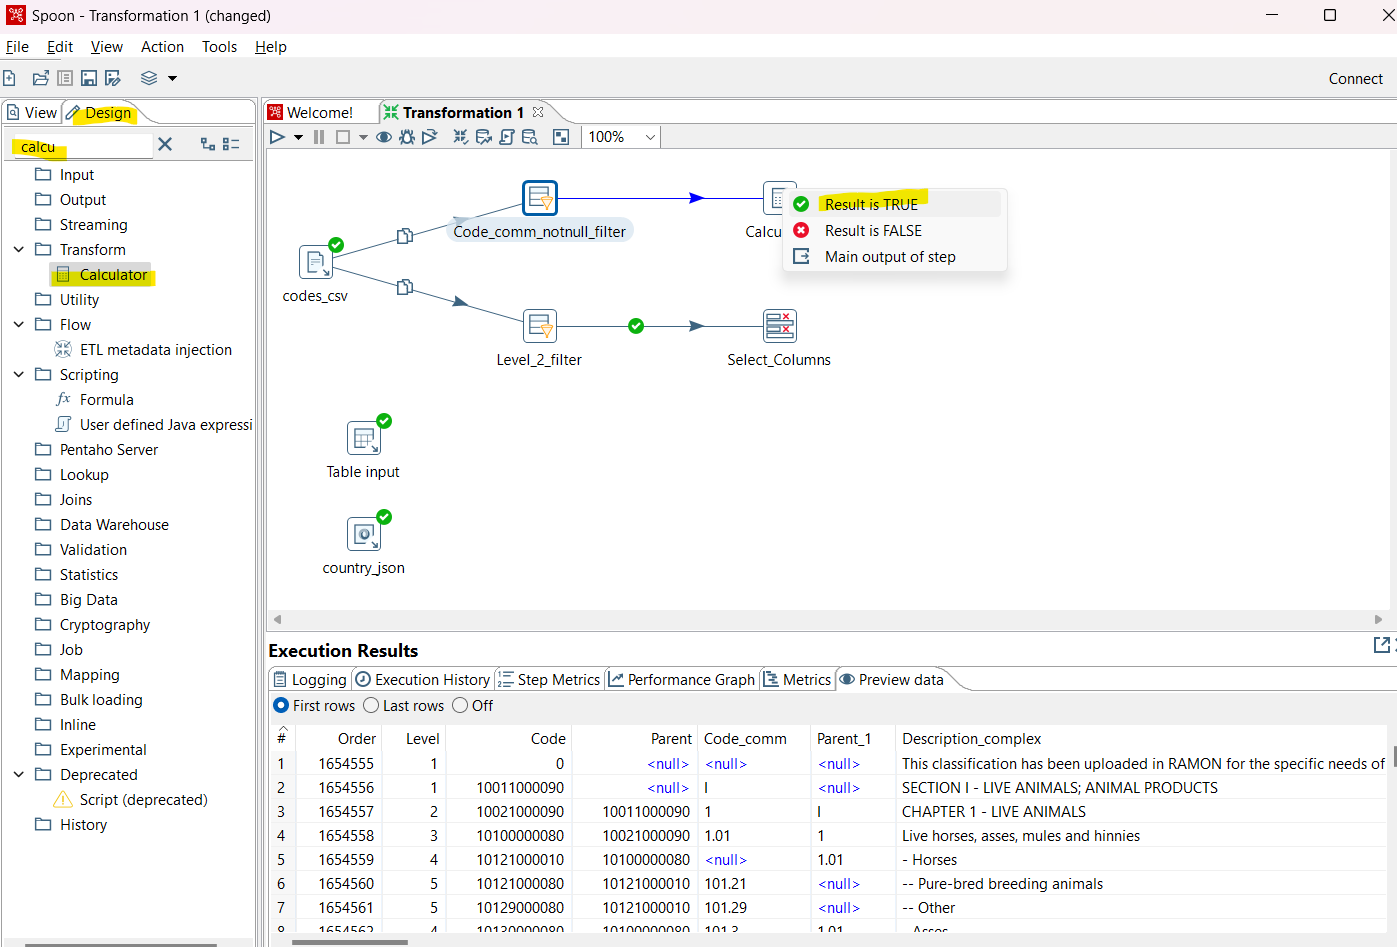 Spoon - Transformation 1 (changed)
File Edit View Action Tools Help
Connect
View Design
Welcome! Transformation 1
calcu
100%
Input
Output
Streaming
Transform
Calculator
Utility
Flow
ETL metadata injection
Scripting
Formula
User defined Java expressi
Pentaho Server
Lookup
Joins
Data Warehouse
Validation
Statistics
Big Data
Cryptography
Job
Mapping
Bulk loading
Inline
Experimental
Deprecated
Script (deprecated)
History
Code_comm_notnull_filter
Calcu
Result is TRUE
Result is FALSE
Main output of step
codes_csv
Level_2_filter
Select_Columns
Table input
country_json
Execution Results
Logging Execution History Step Metrics Performance Graph Metrics Preview data
First rows Last rows Off
# Order Level Code Parent Code_comm Parent_1 Description_complex
1 1654555 1 0 <null> <null> <null> This classification has been uploaded in RAMON for the specific needs of
2 1654556 1 10011000090 <null> I <null> SECTION I - LIVE ANIMALS; ANIMAL PRODUCTS
3 1654557 2 10021000090 10011000090 1 I CHAPTER 1 - LIVE ANIMALS
4 1654558 3 10100000080 10021000090 1.01 1 Live horses, asses, mules and hinnies
5 1654559 4 10121000010 10100000080 <null> 1.01 - Horses
6 1654560 5 10121000080 10121000010 101.21 <null> -- Pure-bred breeding animals
7 1654561 5 10129000080 10121000010 101.29 <null> -- Other
8 1654562 4 10130000080 10100000080 101.3 1.01 - Asses